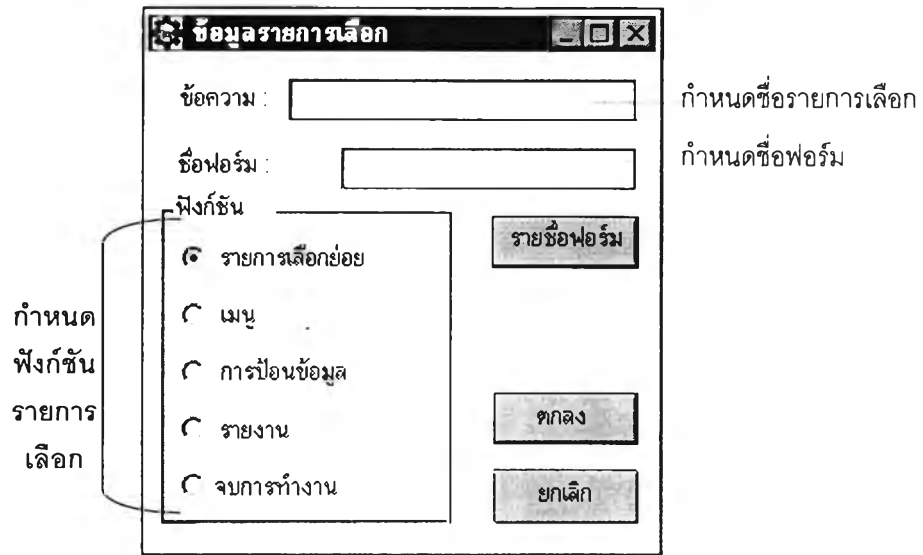 ข้อมูลรายการเลือก
ข้อความ :
กำหนดชื่อรายการเลือก
ชื่อฟอร์ม :
กำหนดชื่อฟอร์ม
ฟังก์ชัน
รายชื่อฟอร์ม
รายการเลือกย่อย
เมนู
การป้อนข้อมูล
รายงาน
จบการทำงาน
ตกลง
ยกเลิก
กำหนด
ฟังก์ชัน
รายการ
เลือก